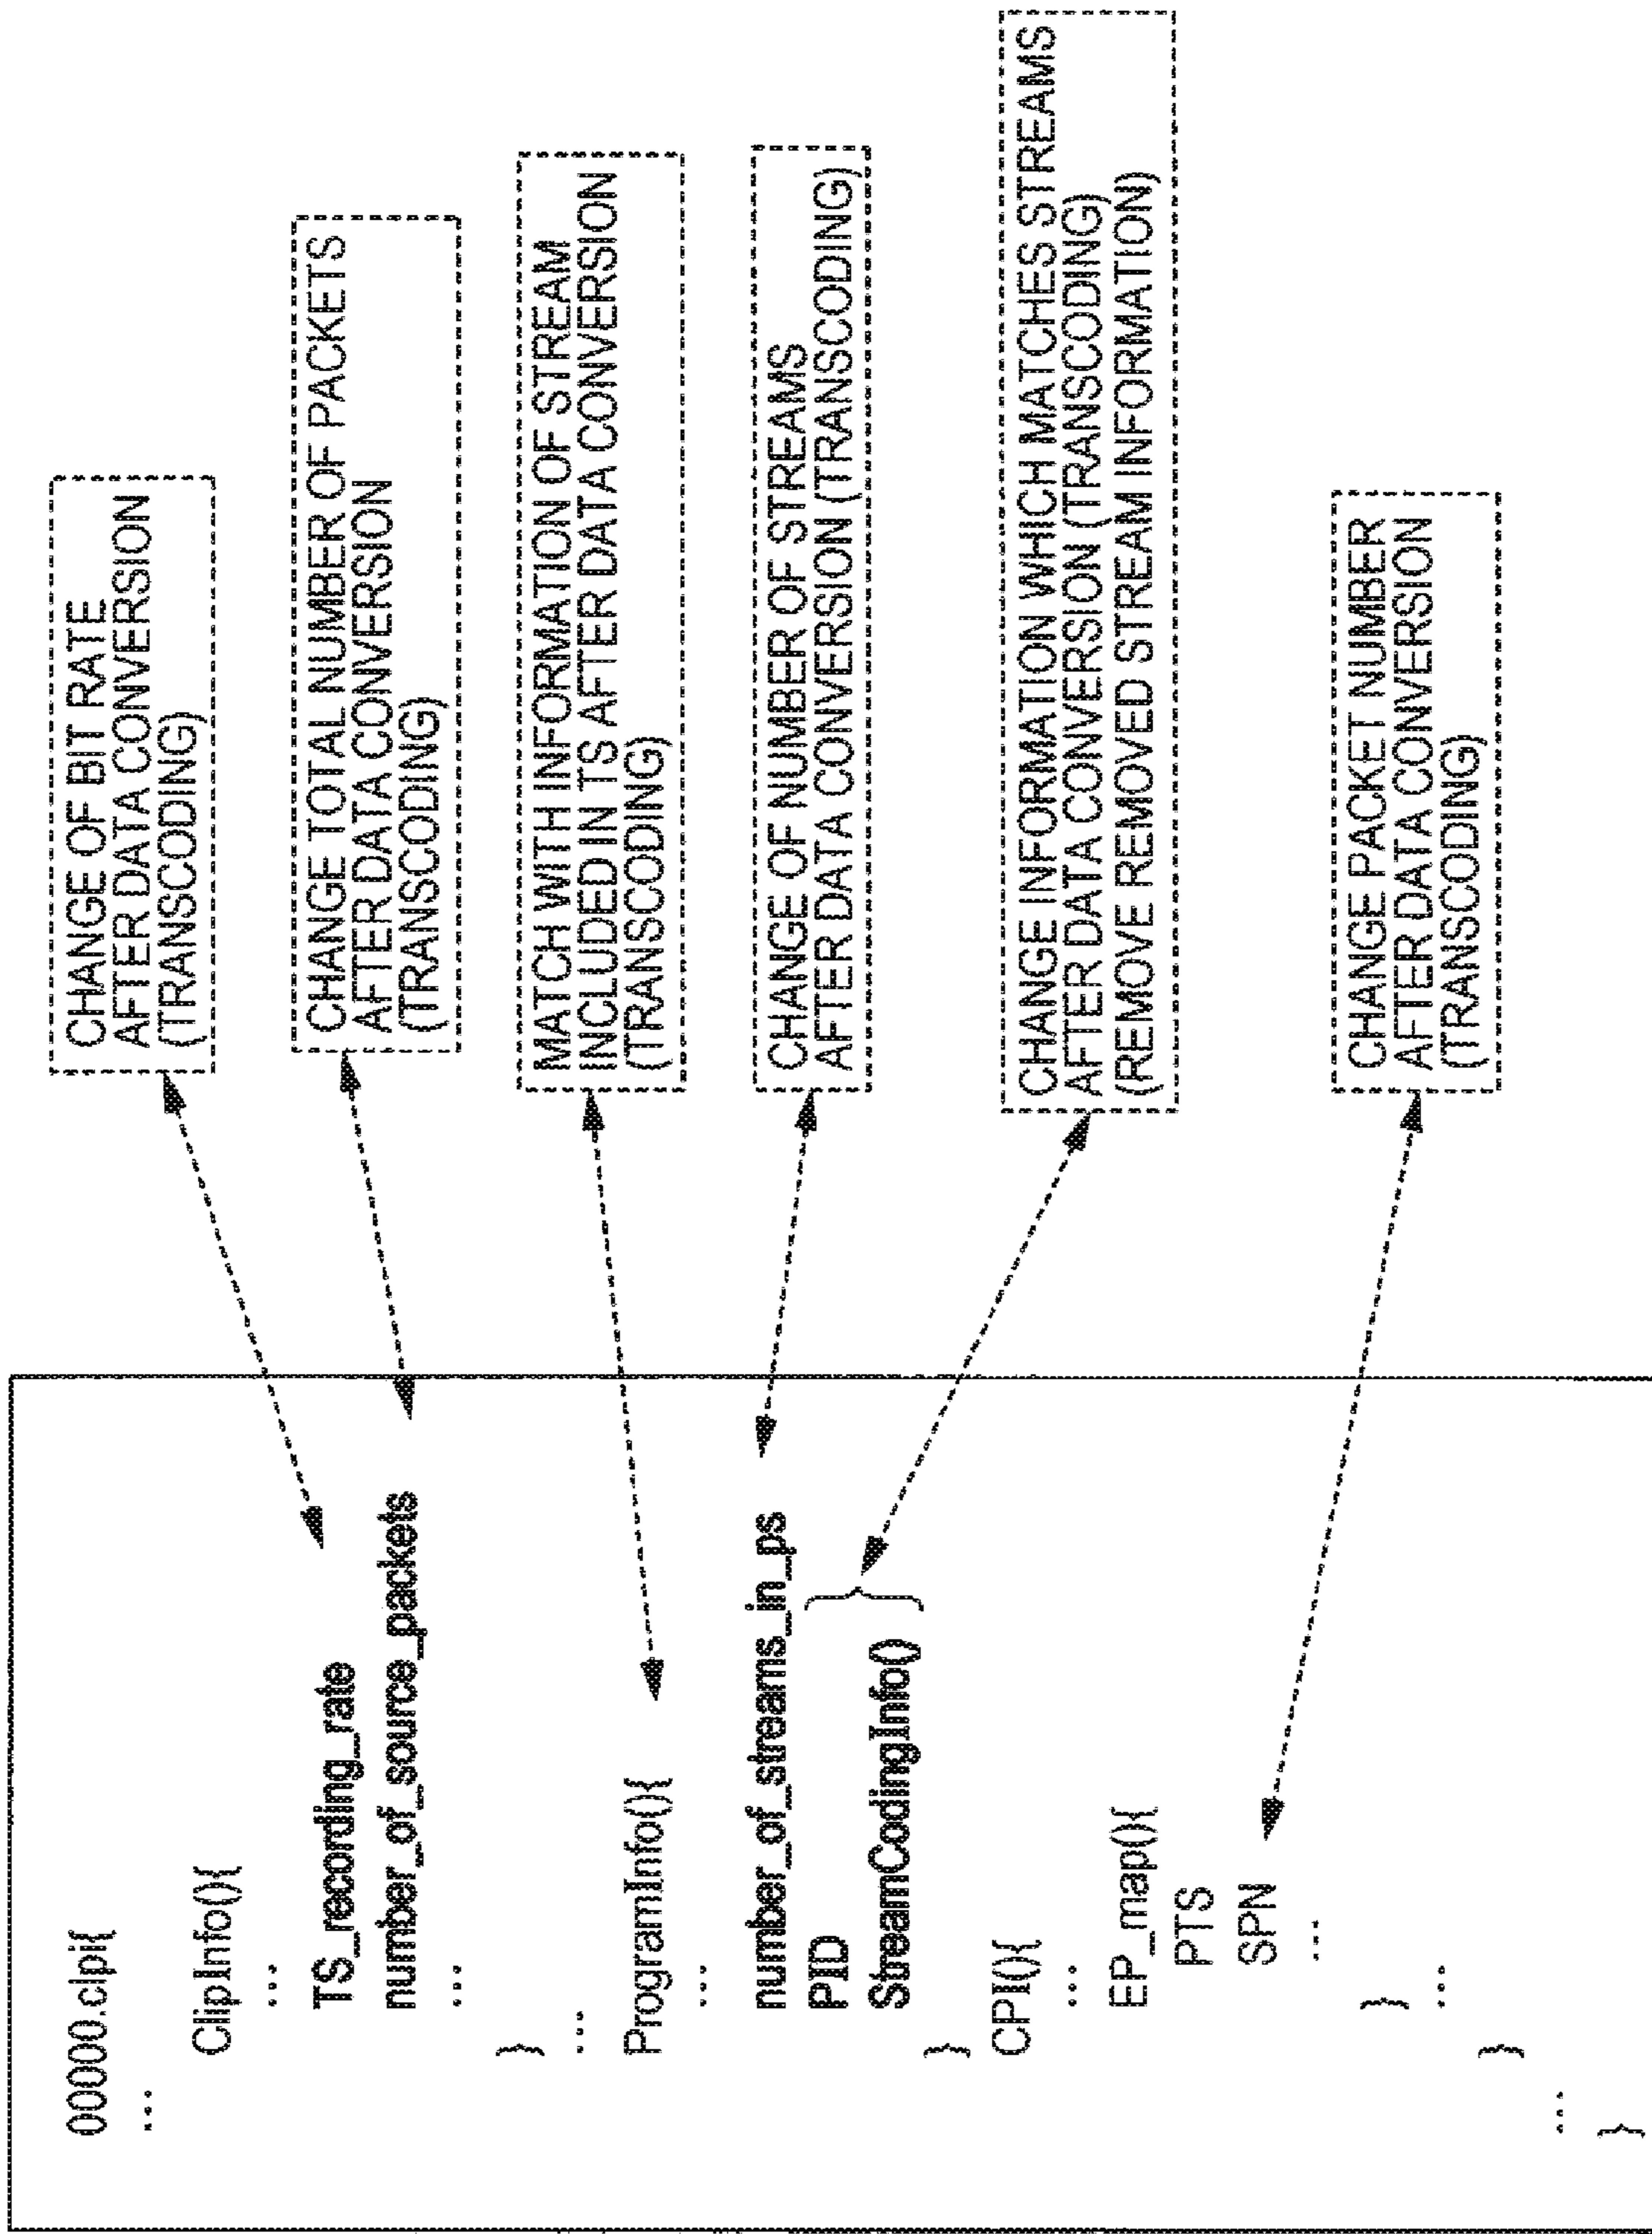 00000.clpi{
...
ClipInfo(){
...
TS_recording_rate
number_of_source_packets
...
}
...
ProgramInfo(){
...
number_of_streams_in_ps
PID
StreamCodingInfo()
}
CPI(){
...
EP_map(){
PTS
SPN
...
}
...
}
...
}
CHANGE OF BIT RATE
AFTER DATA CONVERSION
(TRANSCODING)
CHANGE TOTAL NUMBER OF PACKETS
AFTER DATA CONVERSION
(TRANSCODING)
MATCH WITH INFORMATION OF STREAM
INCLUDED IN ITS AFTER DATA CONVERSION
(TRANSCODING)
CHANGE OF NUMBER OF STREAMS
AFTER DATA CONVERSION (TRANSCODING)
CHANGE INFORMATION WHICH MATCHES STREAMS
AFTER DATA CONVERSION (TRANSCODING)
(REMOVE REMOVED STREAM INFORMATION)
CHANGE PACKET NUMBER
AFTER DATA CONVERSION
(TRANSCODING)